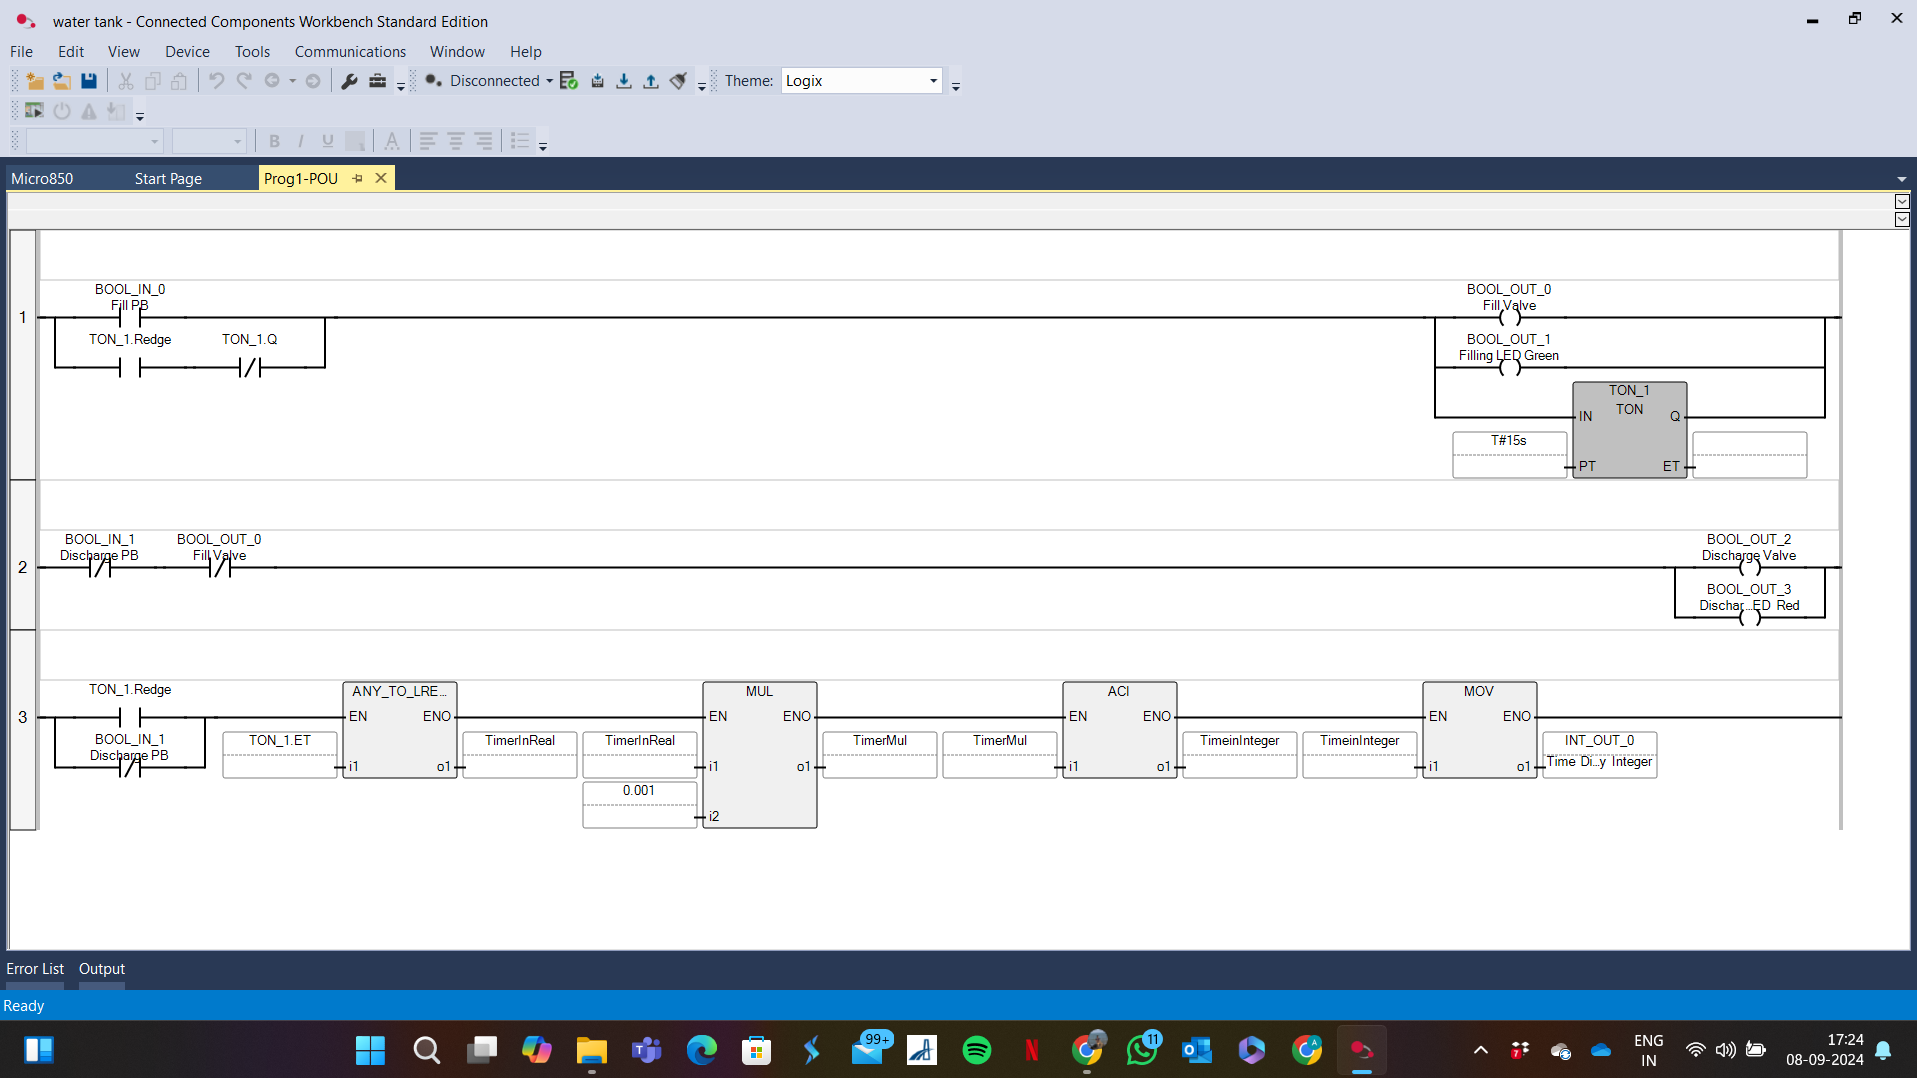 water tank - Connected Components Workbench Standard Edition
File Edit View Device Tools Communications Window Help
Disconnected Theme: Logix
B I U A
Micro850 Start Page Prog1-POU
1
BOOL_IN_0
Fill PB
TON_1.Redge TON_1.Q
BOOL_OUT_0
Fill Valve
BOOL_OUT_1
Filling LED Green
TON_1
TON
IN Q
T#15s
PT ET
2
BOOL_IN_1 BOOL_OUT_0
Discharge PB Fill Valve
BOOL_OUT_2
Discharge Valve
BOOL_OUT_3
Dischar...ED Red
3
TON_1.Redge
BOOL_IN_1
Discharge PB
ANY_TO_LRE...
EN ENO
TON_1.ET
i1 o1
TimerInReal
MUL
EN ENO
TimerInReal
i1 o1
0.001
i2
TimerMul
ACI
EN ENO
TimerMul
i1 o1
TimeinInteger
MOV
EN ENO
TimeinInteger
i1 o1
INT_OUT_0
Time Di...y Integer
Error List Output
Ready
99+
11
A
7
ENG
IN
17:24
08-09-2024